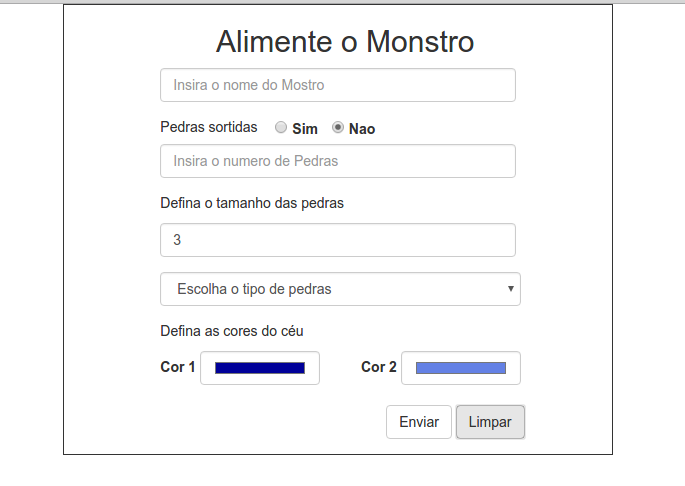 Alimente o Monstro
Insira o nome do Mostro
Pedras sortidas Sim Nao
Insira o numero de Pedras
Defina o tamanho das pedras
3
Escolha o tipo de pedras
Defina as cores do céu
Cor 1 Cor 2
Enviar Limpar